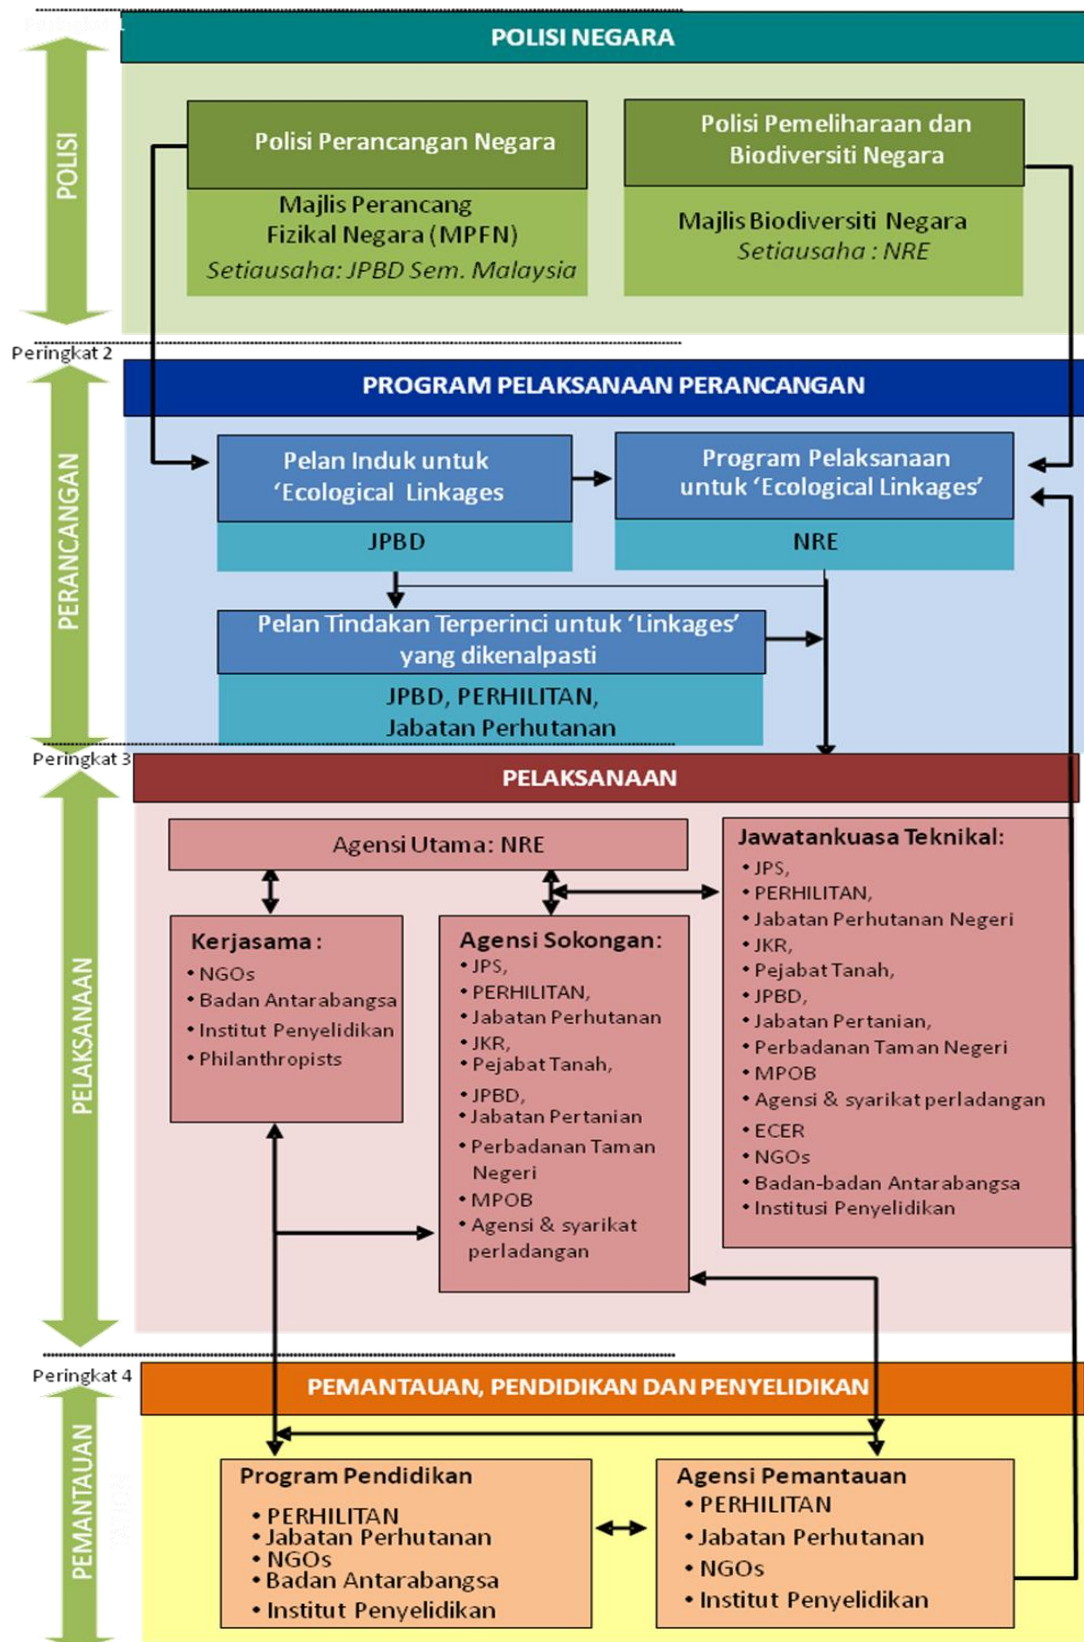 POLISI NEGARA
POLISI
Polisi Perancangan Negara
Majlis Perancang
Fizikal Negara (MPFN)
Setiausaha: JPBD Sem. Malaysia
Polisi Pemeliharaan dan
Biodiversiti Negara
Majlis Biodiversiti Negara
Setiausaha : NRE
Peringkat 2
PERANCANGAN
PROGRAM PELAKSANAAN PERANCANGAN
Pelan Induk untuk
‘Ecological Linkages
JPBD
Program Pelaksanaan
untuk ‘Ecological Linkages’
NRE
Pelan Tindakan Terperinci untuk ‘Linkages’
yang dikenalpasti
JPBD, PERHILITAN,
Jabatan Perhutanan
Peringkat 3
PELAKSANAAN
PELAKSANAAN
Agensi Utama: NRE
Kerjasama :
• NGOs
• Badan Antarabangsa
• Institut Penyelidikan
• Philanthropists
Agensi Sokongan:
• JPS,
• PERHILITAN,
• Jabatan Perhutanan
• JKR,
• Pejabat Tanah,
• JPBD,
• Jabatan Pertanian
• Perbadanan Taman
Negeri
• MPOB
• Agensi & syarikat
perladangan
Jawatankuasa Teknikal:
• JPS,
• PERHILITAN,
• Jabatan Perhutanan Negeri
• JKR,
• Pejabat Tanah,
• JPBD,
• Jabatan Pertanian,
• Perbadanan Taman Negeri
• MPOB
• Agensi & syarikat perladangan
• ECER
• NGOs
• Badan-badan Antarabangsa
• Institusi Penyelidikan
Peringkat 4
PEMANTAUAN
PEMANTAUAN, PENDIDIKAN DAN PENYELIDIKAN
Program Pendidikan
• PERHILITAN
• Jabatan Perhutanan
• NGOs
• Badan Antarabangsa
• Institut Penyelidikan
Agensi Pemantauan
• PERHILITAN
• Jabatan Perhutanan
• NGOs
• Institut Penyelidikan